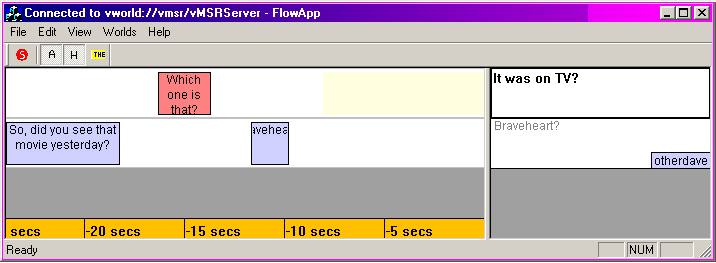 Connected to vworld://vmsr/vMSRServer - FlowApp
File Edit View Worlds Help
S A H THE
Which
one is
that?
It was on TV?
So, did you see that
movie yesterday?
avehea
Braveheart?
otherdave
secs -20 secs -15 secs -10 secs -5 secs
Ready NUM